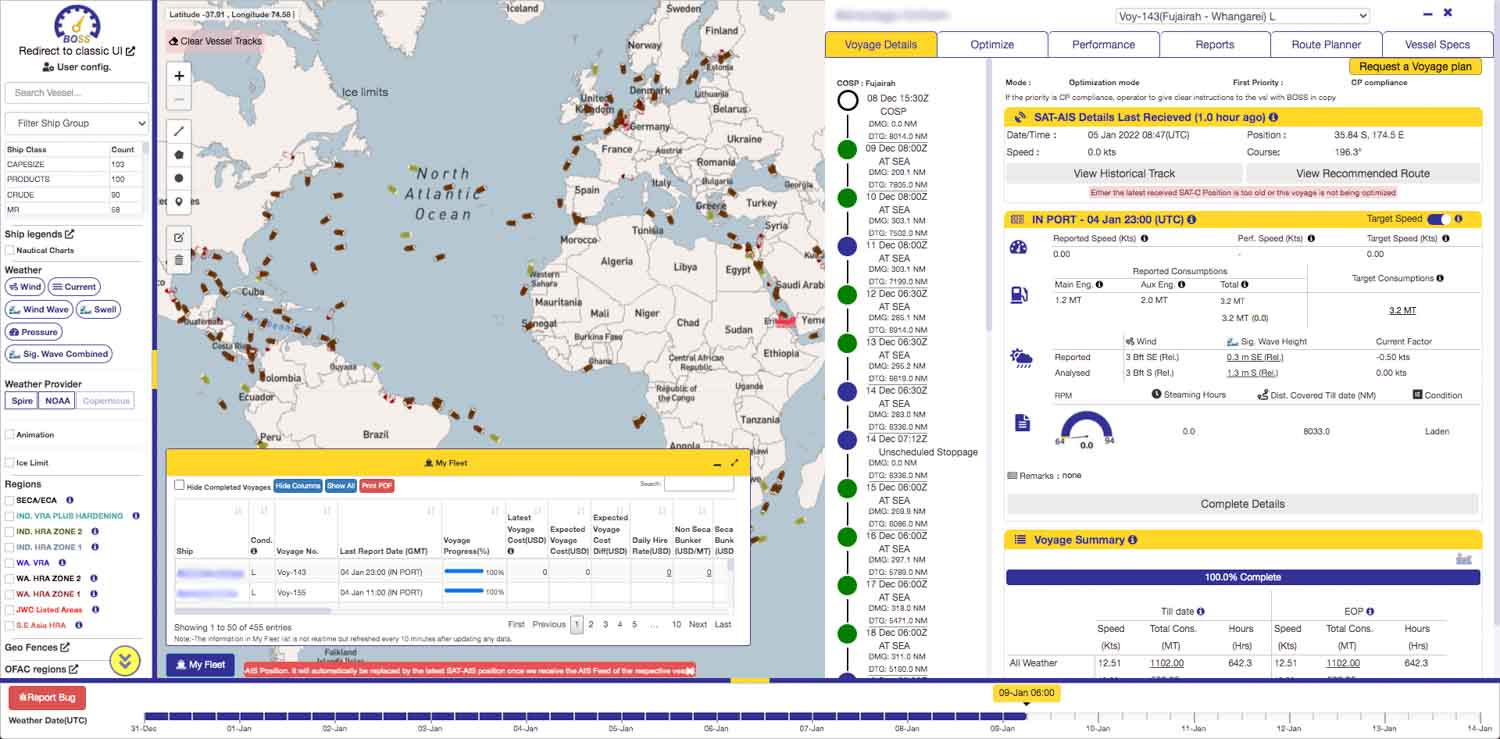 BOSS
Redirect to classic UI
User config.
Search Vessel...
Filter Ship Group
Ship Class Count
CAPESIZE 103
PRODUCTS 100
CRUDE 90
MR 68
Ship legends
Nautical Charts
Weather
Wind Current
Wind Wave Swell
Pressure
Sig. Wave Combined
Weather Provider
Spire NOAA Copernicus
Animation
Ice Limit
Regions
SECA/ECA
IND. VRA PLUS HARDENING
IND. HRA ZONE 2
IND. HRA ZONE 1
WA. VRA
WA. HRA ZONE 2
WA. HRA ZONE 1
JWC Listed Areas
S.E Asia HRA
Geo Fences
OFAC regions
Latitude -37.91 , Longitude 74.58 |
Clear Vessel Tracks
Ice limits
Iceland
Sweden
Finland
Norway
Estonia
Denmark
Lithuania
United Kingdom
Belarus
Germany
Ukraine
France
Austria
Romania
Italy
Bulgaria
Georgia
Spain
Greece
Turkey
North
Atlantic
Ocean
Tunisia
Syria
Morocco
Algeria
Libya
Egypt
Western
Sahara
Saudi Arab
Cuba
Mauritania
Mali
Niger
Chad
Sudan
Yeme
Guatemala
Senegal
Burkina Faso
Costa Rica
Ghana
Ethiopia
Central African
Republic
Guyana
Colombia
Ecuador
Uganda
Republic of
the Congo
Tanzania
Peru
Brazil
Angola
My Fleet
Hide Completed Voyages Hide Columns Show All Print PDF Search:
Ship Cond. Voyage No. Last Report Date (GMT) Voyage Progress(%) Latest Voyage Cost(USD) Expected Voyage Cost(USD) Expected Voyage Cost Diff(USD) Daily Hire Rate(USD) Non Seca Bunker (USD/MT) Seca Bunk (USD
L Voy-143 04 Jan 23:00 (IN PORT) 100% 0 0 0 0
L Voy-155 04 Jan 11:00 (IN PORT) 100%
Showing 1 to 50 of 455 entries
First Previous 1 2 3 4 5 ... 10 Next Last
Note:-The information in My Fleet list is not realtime but refreshed every 10 minutes after updating any data.
Falkland
My Fleet
AIS Position. It will automatically be replaced by the latest SAT-AIS position once we receive the AIS Feed of the respective
Voy-143(Fujairah - Whangarei) L
Voyage Details Optimize Performance Reports Route Planner Vessel Specs
Request a Voyage plan
COSP : Fujairah
08 Dec 15:30Z
COSP
DMG: 0.0 NM
DTG: 8014.0 NM
09 Dec 08:00Z
AT SEA
DMG: 209.1 NM
DTG: 7805.0 NM
10 Dec 08:00Z
AT SEA
DMG: 303.1 NM
DTG: 7502.0 NM
11 Dec 08:00Z
AT SEA
DMG: 303.1 NM
DTG: 7199.0 NM
12 Dec 06:30Z
AT SEA
DMG: 285.1 NM
DTG: 6914.0 NM
13 Dec 06:30Z
AT SEA
DMG: 295.2 NM
DTG: 6619.0 NM
14 Dec 06:30Z
AT SEA
DMG: 283.0 NM
DTG: 6336.0 NM
14 Dec 07:12Z
Unscheduled Stoppage
DMG: 0.0 NM
DTG: 6336.0 NM
15 Dec 06:00Z
AT SEA
DMG: 259.9 NM
DTG: 6086.0 NM
16 Dec 06:00Z
AT SEA
DMG: 297.1 NM
DTG: 5789.0 NM
17 Dec 06:00Z
AT SEA
DMG: 318.0 NM
DTG: 5471.0 NM
18 Dec 06:00Z
AT SEA
DMG: 311.0 NM
DTG: 5160.0 NM
Mode : Optimization mode First Priority : CP compliance
If the priority is CP compliance, operator to give clear instructions to the vsl with BOSS in copy
SAT-AIS Details Last Recieved (1.0 hour ago)
Date/Time : 05 Jan 2022 08:47(UTC) Position : 35.84 S, 174.5 E
Speed : 0.0 kts Course: 196.3°
View Historical Track View Recommended Route
Either the latest received SAT-C Position is too old or this voyage is not being optimized
IN PORT - 04 Jan 23:00 (UTC) Target Speed
Reported Speed (Kts) Perf. Speed (Kts) Target Speed (Kts)
0.00 - 0.00
Reported Consumptions
Target Consumptions
Main Eng. Aux Eng. Total
1.2 MT 2.0 MT 3.2 MT
3.2 MT
3.2 MT (0.0)
Wind Sig. Wave Height Current Factor
Reported 3 Bft SE (Rel.) 0.3 m SE (Rel.) -0.50 kts
Analysed 3 Bft S (Rel.) 1.3 m S (Rel.) 0.00 kts
RPM Steaming Hours Dist. Covered Till date (NM) Condition
64 94
0.0
0.0 8033.0 Laden
Remarks : none
Complete Details
Voyage Summary
100.0% Complete
Till date EOP
Speed Total Cons. Hours Speed Total Cons. Hours
(Kts) (MT) (Hrs) (Kts) (MT) (Hrs)
All Weather 12.51 1102.00 642.3 12.51 1102.00 642.3
Report Bug
Weather Date(UTC)
09-Jan 06:00
31-Dec 01-Jan 02-Jan 03-Jan 04-Jan 05-Jan 06-Jan 07-Jan 08-Jan 09-Jan 10-Jan 11-Jan 12-Jan 13-Jan 14-Jan